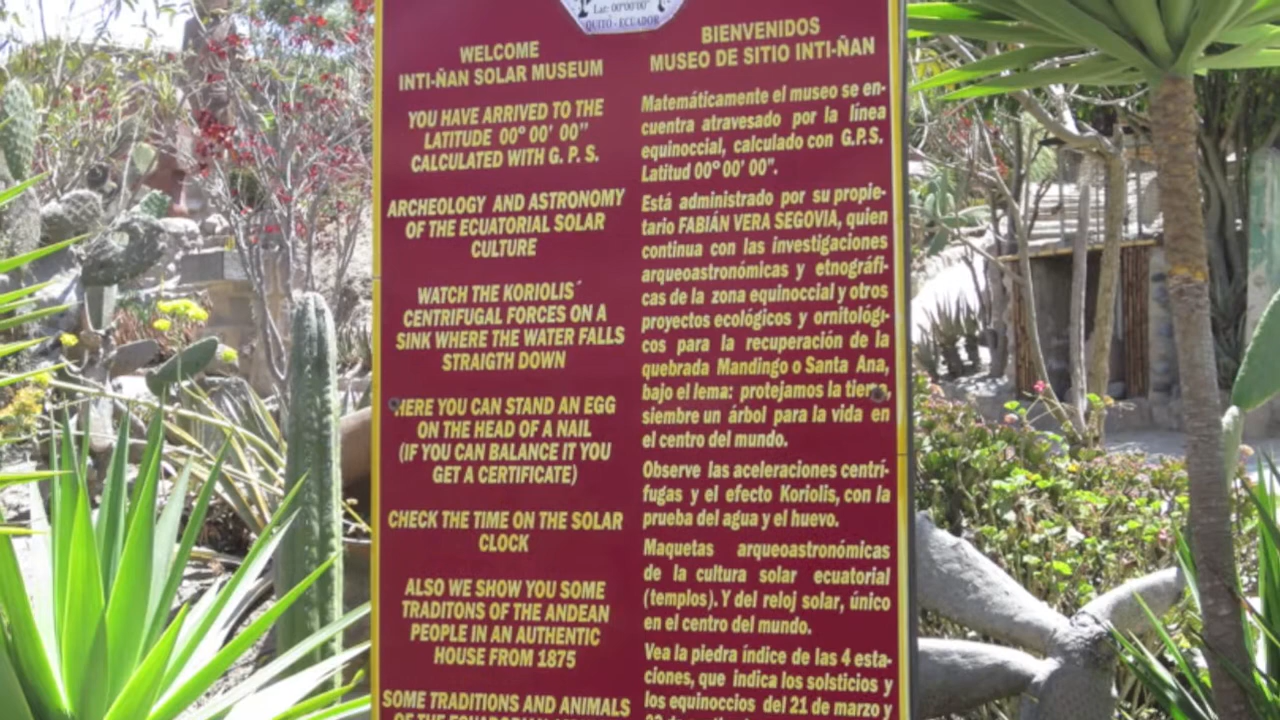 Lat: 00°00'00"
QUITO - ECUADOR
WELCOME
INTI-ÑAN SOLAR MUSEUM
YOU HAVE ARRIVED TO THE
LATITUDE 00º 00' 00"
CALCULATED WITH G. P. S.
ARCHEOLOGY AND ASTRONOMY
OF THE ECUATORIAL SOLAR
CULTURE
WATCH THE KORIOLIS´
CENTRIFUGAL FORCES ON A
SINK WHERE THE WATER FALLS
STRAIGTH DOWN
HERE YOU CAN STAND AN EGG
ON THE HEAD OF A NAIL
(IF YOU CAN BALANCE IT YOU
GET A CERTIFICATE)
CHECK THE TIME ON THE SOLAR
CLOCK
ALSO WE SHOW YOU SOME
TRADITONS OF THE ANDEAN
PEOPLE IN AN AUTHENTIC
HOUSE FROM 1875
SOME TRADITIONS AND ANIMALS
OF THE
BIENVENIDOS
MUSEO DE SITIO INTI-ÑAN
Matemáticamente el museo se en-
cuentra atravesado por la línea
equinoccial, calculado con G.P.S.
Latitud 00º 00' 00".
Está administrado por su propie-
tario FABIÁN VERA SEGOVIA, quien
continua con las investigaciones
arqueoastronómicas y etnográfi-
cas de la zona equinoccial y otros
proyectos ecológicos y ornitológi-
cos para la recuperación de la
quebrada Mandingo o Santa Ana,
bajo el lema: protejamos la tierra,
siembre un árbol para la vida en
el centro del mundo.
Observe las aceleraciones centrí-
fugas y el efecto Koriolis, con la
prueba del agua y el huevo.
Maquetas arqueoastronómicas
de la cultura solar ecuatorial
(templos). Y del reloj solar, único
en el centro del mundo.
Vea la piedra índice de las 4 esta-
ciones, que indica los solsticios y
los equinoccios del 21 de marzo y